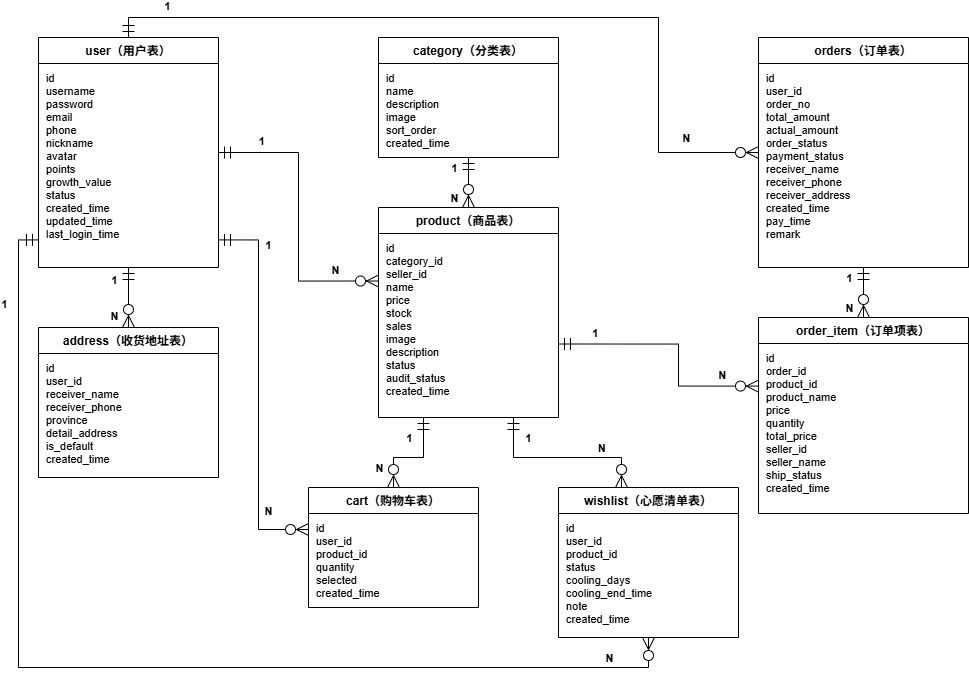 1
user（用户表）
id
username
password
email
phone
nickname
avatar
points
growth_value
status
created_time
updated_time
last_login_time
category（分类表）
id
name
description
image
sort_order
created_time
orders（订单表）
id
user_id
order_no
total_amount
actual_amount
order_status
payment_status
receiver_name
receiver_phone
receiver_address
created_time
pay_time
remark
1
N
1
N
1
N
1
N
1
N
1
product（商品表）
id
category_id
seller_id
name
price
stock
sales
image
description
status
audit_status
created_time
address（收货地址表）
id
user_id
receiver_name
receiver_phone
province
detail_address
is_default
created_time
order_item（订单项表）
id
order_id
product_id
product_name
price
quantity
total_price
seller_id
seller_name
ship_status
created_time
1
N
1
1
N
N
N
cart（购物车表）
id
user_id
product_id
quantity
selected
created_time
wishlist（心愿清单表）
id
user_id
product_id
status
cooling_days
cooling_end_time
note
created_time
N